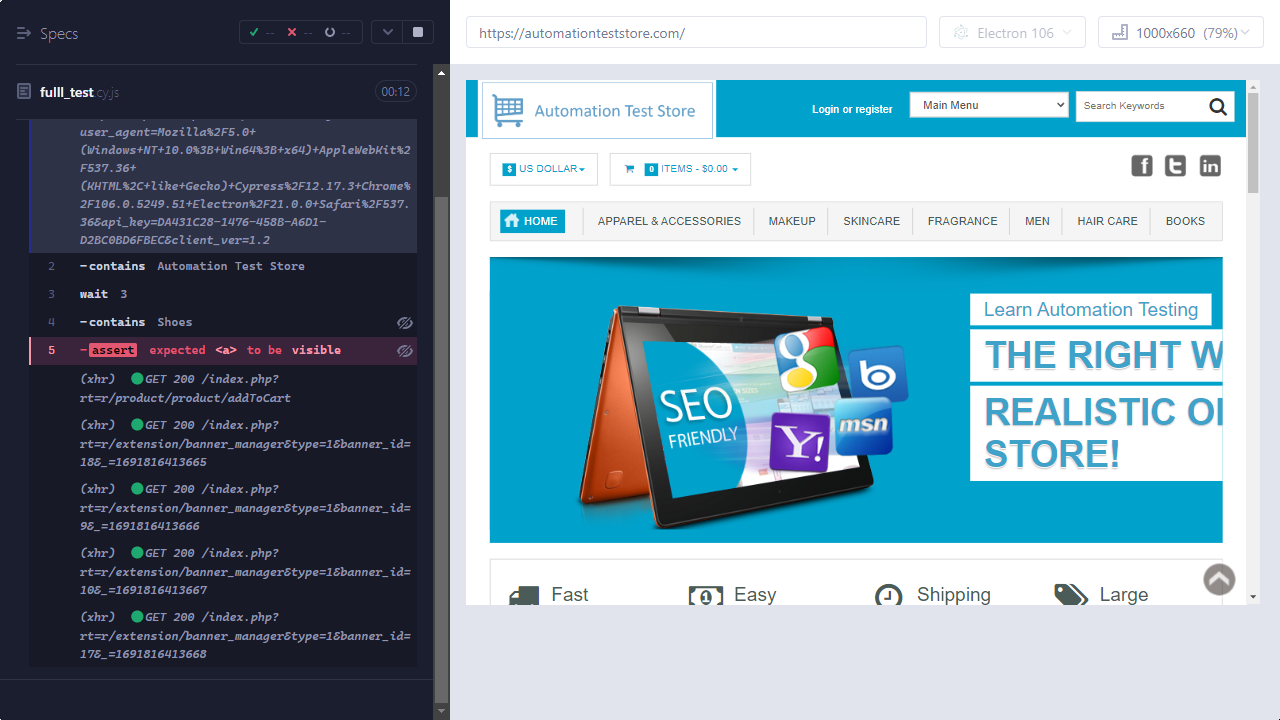 Specs
--
--
--
fulll_test.cy.js
00:12
user_agent=Mozilla%2F5.0+
(Windows+NT+10.0%3B+Win64%3B+x64)+AppleWebKit%2
F537.36+
(KHTML%2C+like+Gecko)+Cypress%2F12.17.3+Chrome%
2F106.0.5249.51+Electron%2F21.0.0+Safari%2F537.
36&api_key=DA431C28-1476-458B-A6D1-
D2BC0BD6FBEC&client_ver=1.2
2 -contains Automation Test Store
3 wait 3
4 -contains Shoes
5 -assert expected <a> to be visible
(xhr) GET 200 /index.php?
rt=r/product/product/addToCart
(xhr) GET 200 /index.php?
rt=r/extension/banner_manager&type=1&banner_id=
18&_=1691816413665
(xhr) GET 200 /index.php?
rt=r/extension/banner_manager&type=1&banner_id=
9&_=1691816413666
(xhr) GET 200 /index.php?
rt=r/extension/banner_manager&type=1&banner_id=
10&_=1691816413667
(xhr) GET 200 /index.php?
rt=r/extension/banner_manager&type=1&banner_id=
17&_=1691816413668
https://automationteststore.com/
Electron 106
1000x660 (79%)
Automation Test Store
Login or register
Main Menu
Search Keywords
$ US DOLLAR
0 ITEMS - $0.00
HOME
APPAREL & ACCESSORIES
MAKEUP
SKINCARE
FRAGRANCE
MEN
HAIR CARE
BOOKS
SEO
FRIENDLY
g
b
Y!
msn
Learn Automation Testing
THE RIGHT W
REALISTIC O
STORE!
Fast
Easy
Shipping
Large